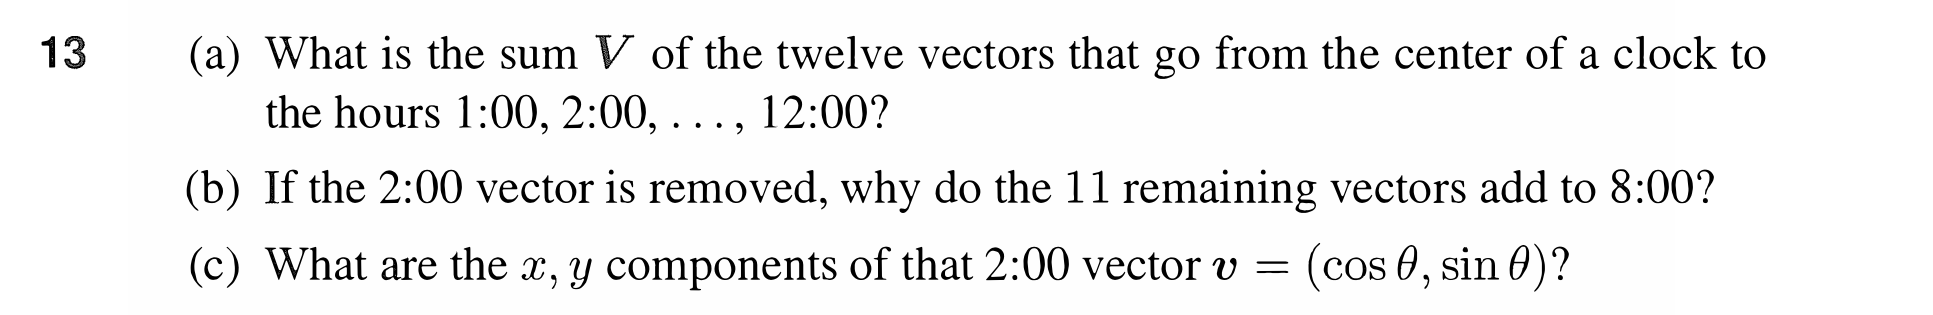 13 (a) What is the sum V of the twelve vectors that go from the center of a clock to
the hours 1:00, 2:00, . . . , 12:00?
(b) If the 2:00 vector is removed, why do the 11 remaining vectors add to 8:00?
(c) What are the x, y components of that 2:00 vector v = (cos θ, sin θ)?